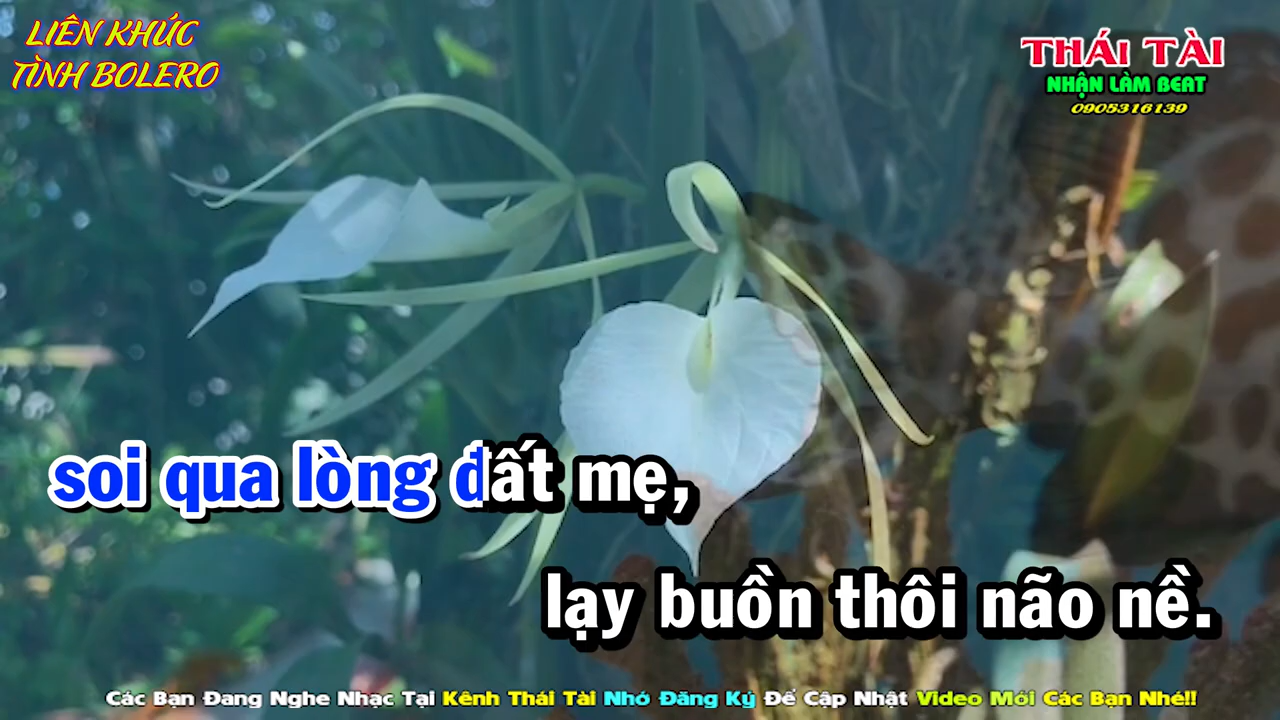 LIÊN KHÚC
TÌNH BOLERO
THÁI TÀI
NHẬN LÀM BEAT
0905316139
soi qua lòng đất mẹ,
lạy buồn thôi não nề.
Các Bạn Đang Nghe Nhạc Tại Kênh Thái Tài Nhớ Đăng Ký Để Cập Nhật Video Mới Các Bạn Nhé!!